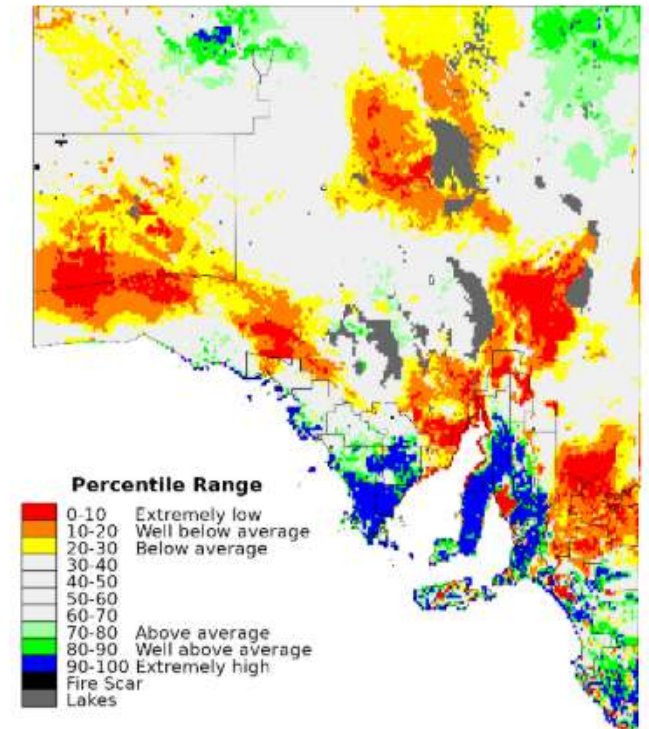 Percentile Range
0-10 Extremely low
10-20 Well below average
20-30 Below average
30-40
40-50
50-60
60-70
70-80 Above average
80-90 Well above average
90-100 Extremely high
Fire Scar
Lakes